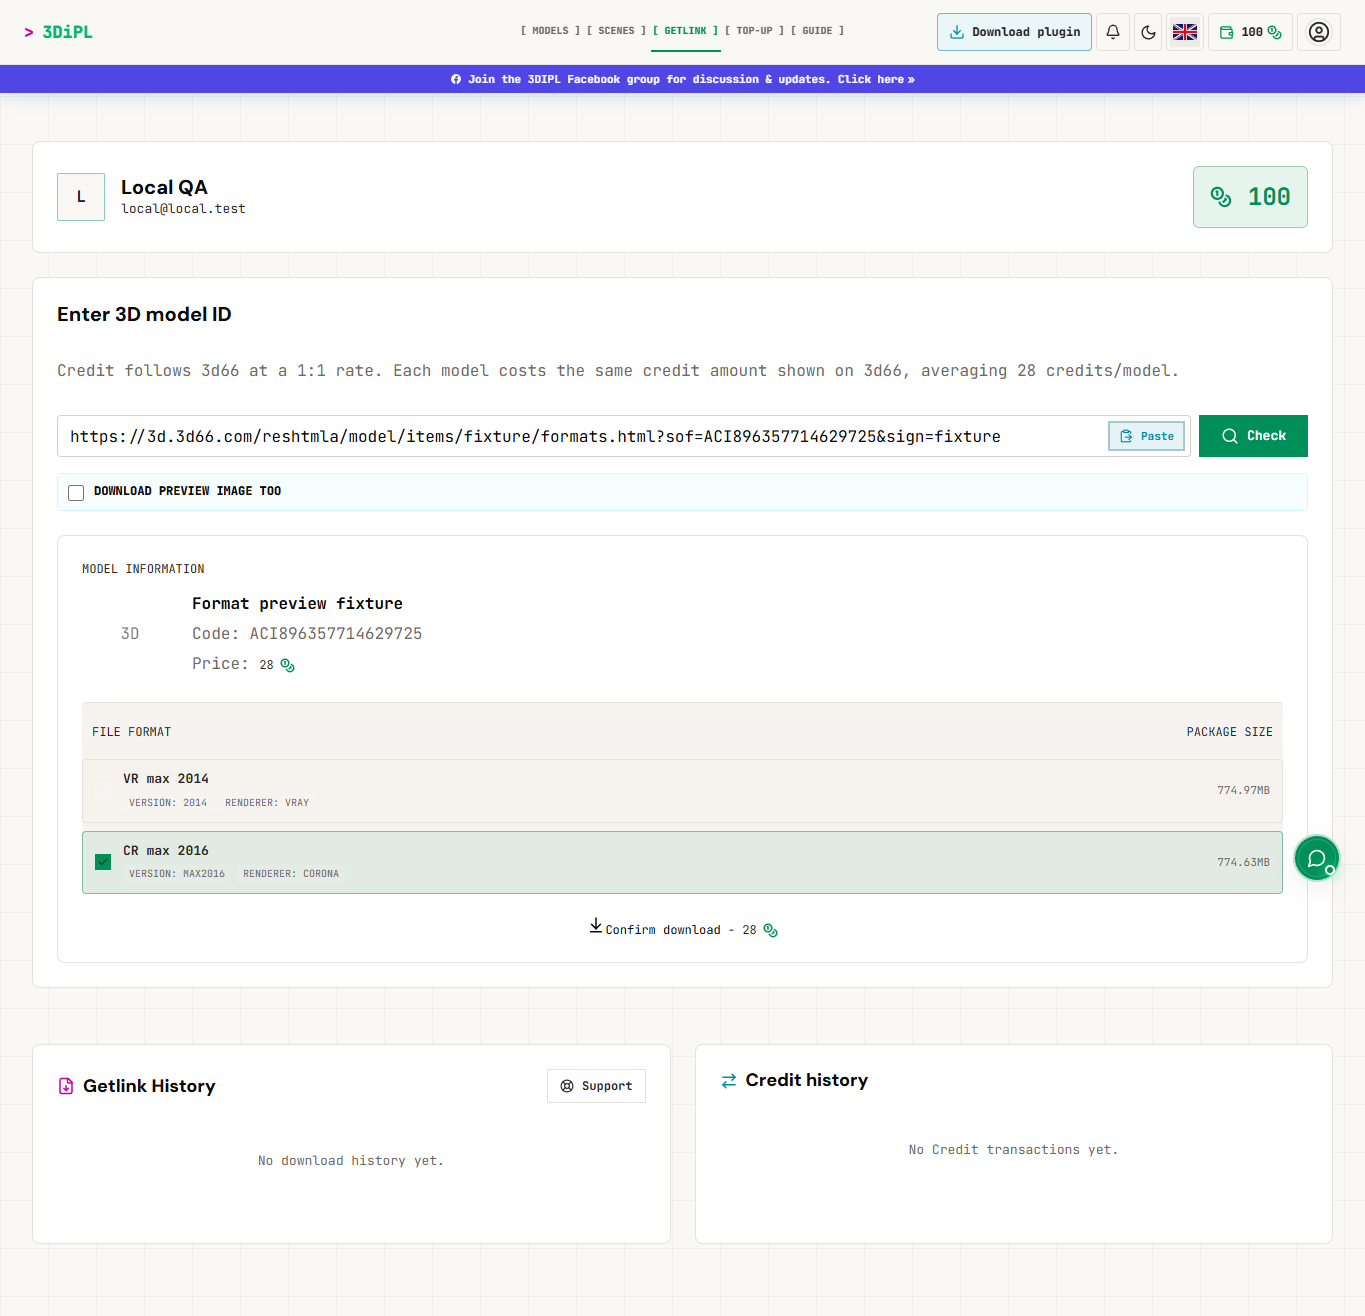 > 3DiPL
[ MODELS ] [ SCENES ] [ GETLINK ] [ TOP-UP ] [ GUIDE ]
Download plugin
100
Join the 3DIPL Facebook group for discussion & updates. Click here »
L
Local QA
local@local.test
100
Enter 3D model ID
Credit follows 3d66 at a 1:1 rate. Each model costs the same credit amount shown on 3d66, averaging 28 credits/model.
https://3d.3d66.com/reshtmla/model/items/fixture/formats.html?sof=ACI896357714629725&sign=fixture
Paste
Check
DOWNLOAD PREVIEW IMAGE TOO
MODEL INFORMATION
3D
Format preview fixture
Code: ACI896357714629725
Price: 28
FILE FORMAT PACKAGE SIZE
VR max 2014
VERSION: 2014 RENDERER: VRAY
774.97MB
CR max 2016
VERSION: MAX2016 RENDERER: CORONA
774.63MB
Confirm download - 28
Getlink History
Support
No download history yet.
Credit history
No Credit transactions yet.